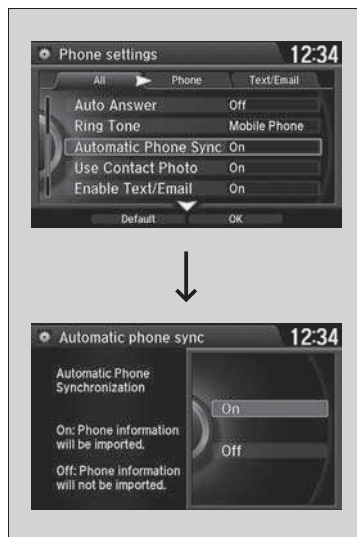 Phone settings 12:34
All Phone Text/Email
Auto Answer Off
Ring Tone Mobile Phone
Automatic Phone Sync On
Use Contact Photo On
Enable Text/Email On
Default OK
Automatic phone sync 12:34
Automatic Phone
Synchronization
On: Phone information
will be imported.
Off: Phone information
will not be imported.
On
Off